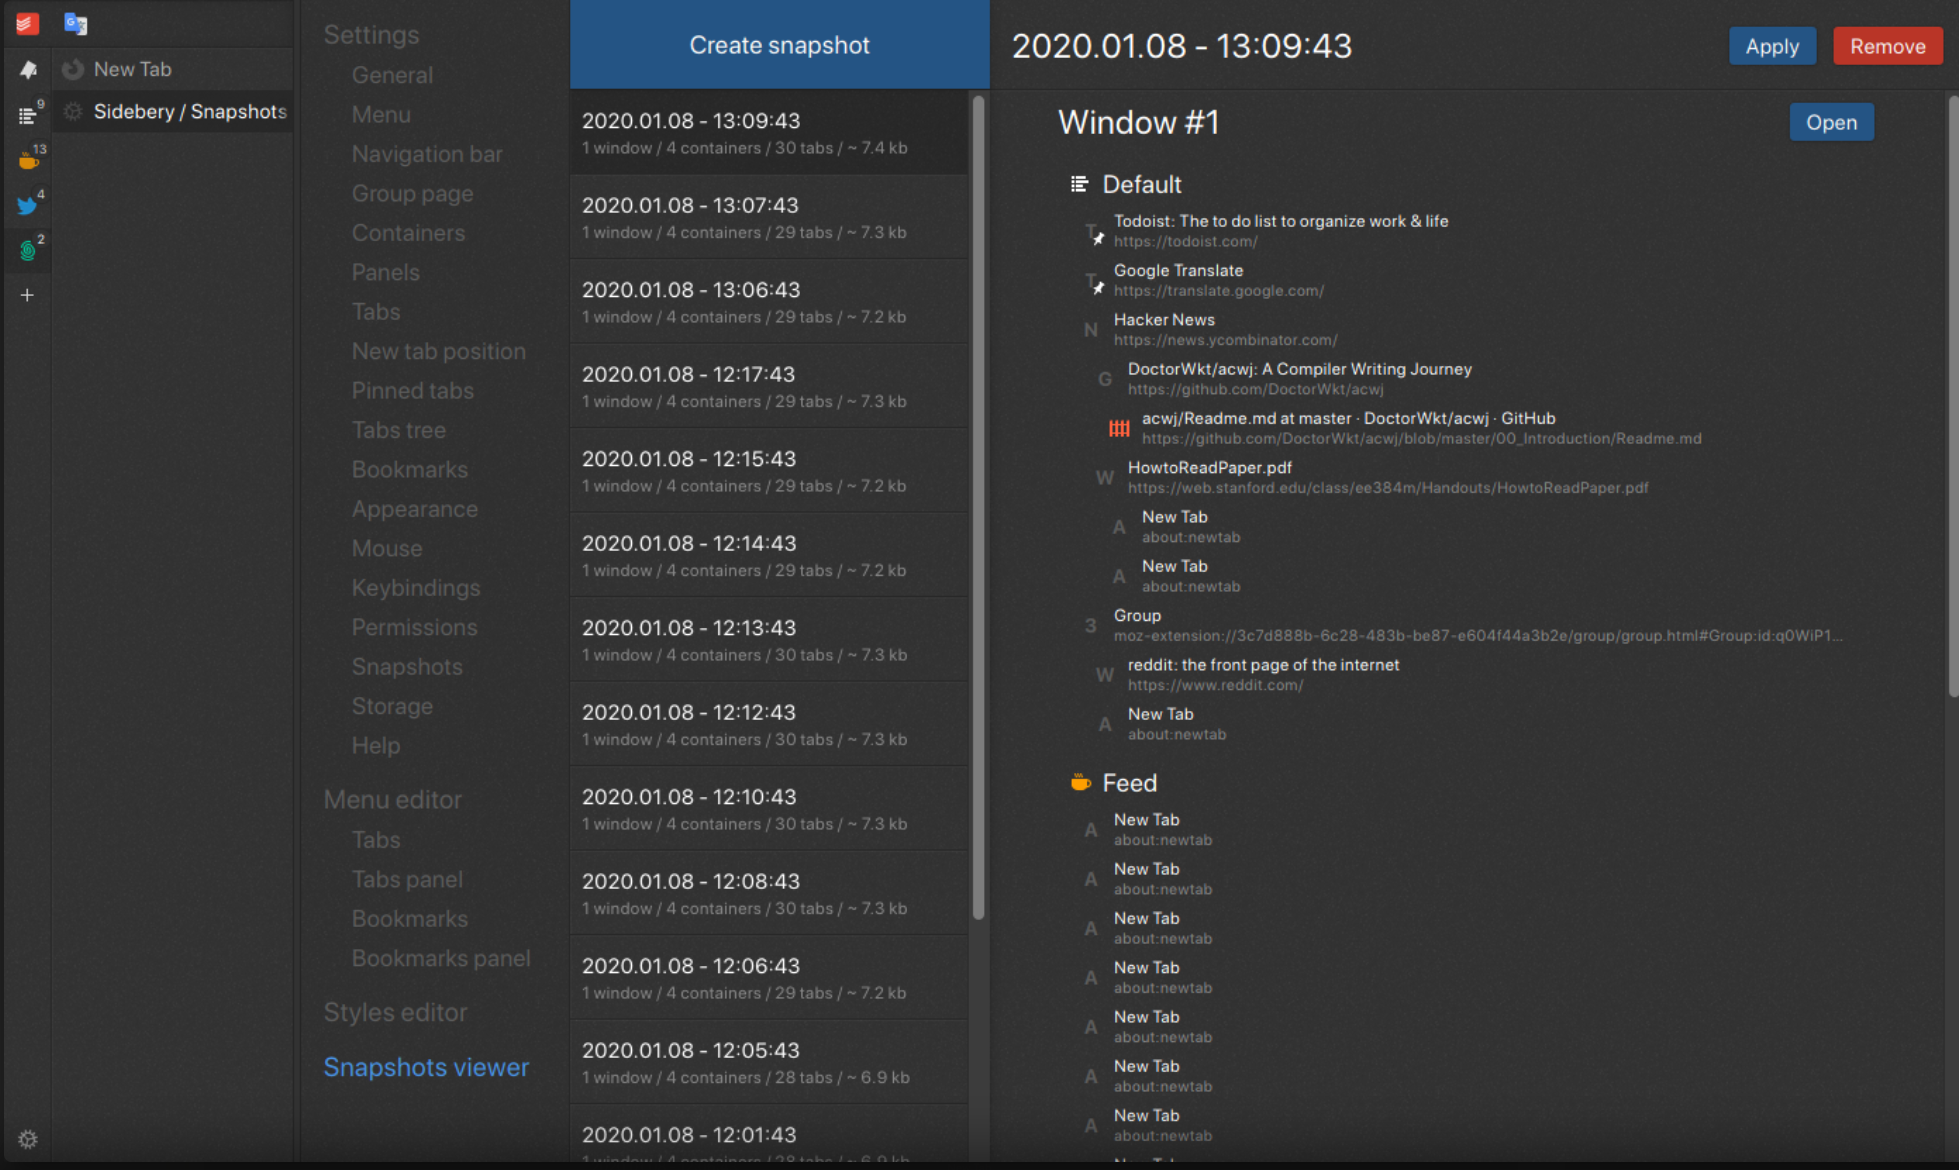 New Tab
Sidebery / Snapshots
9
13
4
2
Settings
General
Menu
Navigation bar
Group page
Containers
Panels
Tabs
New tab position
Pinned tabs
Tabs tree
Bookmarks
Appearance
Mouse
Keybindings
Permissions
Snapshots
Storage
Help
Menu editor
Tabs
Tabs panel
Bookmarks
Bookmarks panel
Styles editor
Snapshots viewer
Create snapshot
2020.01.08 - 13:09:43
1 window / 4 containers / 30 tabs / ~ 7.4 kb
2020.01.08 - 13:07:43
1 window / 4 containers / 29 tabs / ~ 7.3 kb
2020.01.08 - 13:06:43
1 window / 4 containers / 29 tabs / ~ 7.2 kb
2020.01.08 - 12:17:43
1 window / 4 containers / 29 tabs / ~ 7.3 kb
2020.01.08 - 12:15:43
1 window / 4 containers / 29 tabs / ~ 7.2 kb
2020.01.08 - 12:14:43
1 window / 4 containers / 29 tabs / ~ 7.2 kb
2020.01.08 - 12:13:43
1 window / 4 containers / 30 tabs / ~ 7.3 kb
2020.01.08 - 12:12:43
1 window / 4 containers / 30 tabs / ~ 7.3 kb
2020.01.08 - 12:10:43
1 window / 4 containers / 30 tabs / ~ 7.3 kb
2020.01.08 - 12:08:43
1 window / 4 containers / 30 tabs / ~ 7.3 kb
2020.01.08 - 12:06:43
1 window / 4 containers / 29 tabs / ~ 7.2 kb
2020.01.08 - 12:05:43
1 window / 4 containers / 28 tabs / ~ 6.9 kb
2020.01.08 - 12:01:43
1 window / 4 containers / 28 tabs / ~ 6.9 kb
2020.01.08 - 13:09:43
Apply
Remove
Window #1
Open
Default
T
Todoist: The to do list to organize work & life
https://todoist.com/
T
Google Translate
https://translate.google.com/
N
Hacker News
https://news.ycombinator.com/
G
DoctorWkt/acwj: A Compiler Writing Journey
https://github.com/DoctorWkt/acwj
acwj/Readme.md at master · DoctorWkt/acwj · GitHub
https://github.com/DoctorWkt/acwj/blob/master/00_Introduction/Readme.md
W
HowtoReadPaper.pdf
https://web.stanford.edu/class/ee384m/Handouts/HowtoReadPaper.pdf
A
New Tab
about:newtab
A
New Tab
about:newtab
3
Group
moz-extension://3c7d888b-6c28-483b-be87-e604f44a3b2e/group/group.html#Group:id:q0WiP1...
W
reddit: the front page of the internet
https://www.reddit.com/
A
New Tab
about:newtab
Feed
A
New Tab
about:newtab
A
New Tab
about:newtab
A
New Tab
about:newtab
A
New Tab
about:newtab
A
New Tab
about:newtab
A
New Tab
about:newtab
A
New Tab
about:newtab